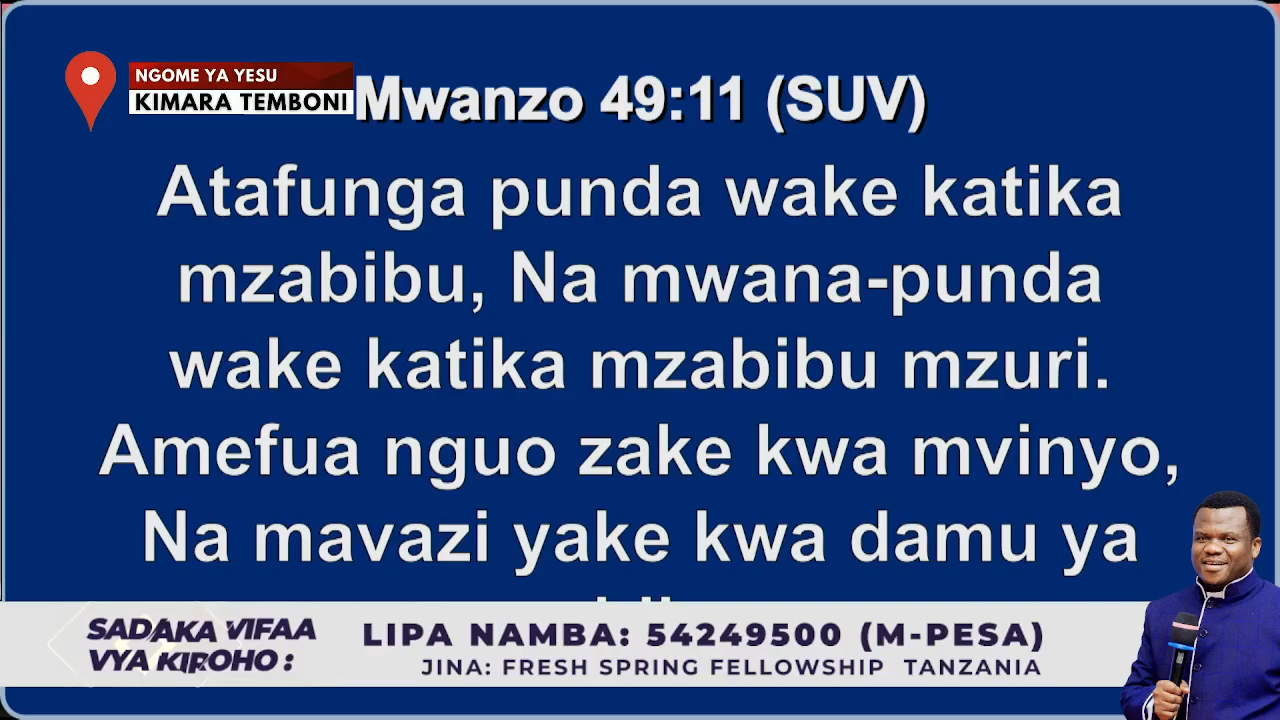 NGOME YA YESU
KIMARA TEMBONI
Mwanzo 49:11 (SUV)
Atafunga punda wake katika
mzabibu, Na mwana-punda
wake katika mzabibu mzuri.
Amefua nguo zake kwa mvinyo,
Na mavazi yake kwa damu ya
SADAKA VIFAA
VYA KIROHO :
LIPA NAMBA: 54249500 (M-PESA)
JINA: FRESH SPRING FELLOWSHIP TANZANIA